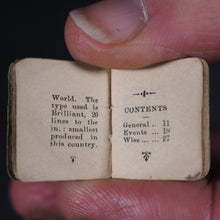 World. The
type used is
Brilliant, 20
lines to the
in.: smallest
produced in
this country.
CONTENTS
General .. 11
Events ... 19
Wise ... 27